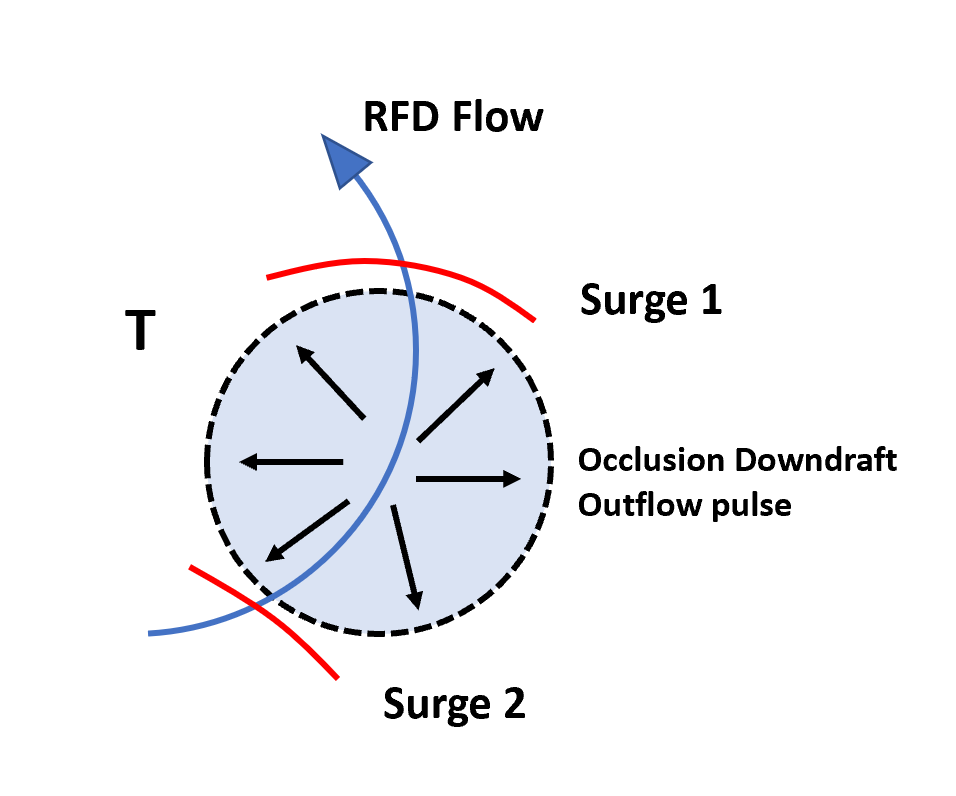 RFD Flow
Surge 1
T
Occlusion Downdraft
Outflow pulse
Surge 2